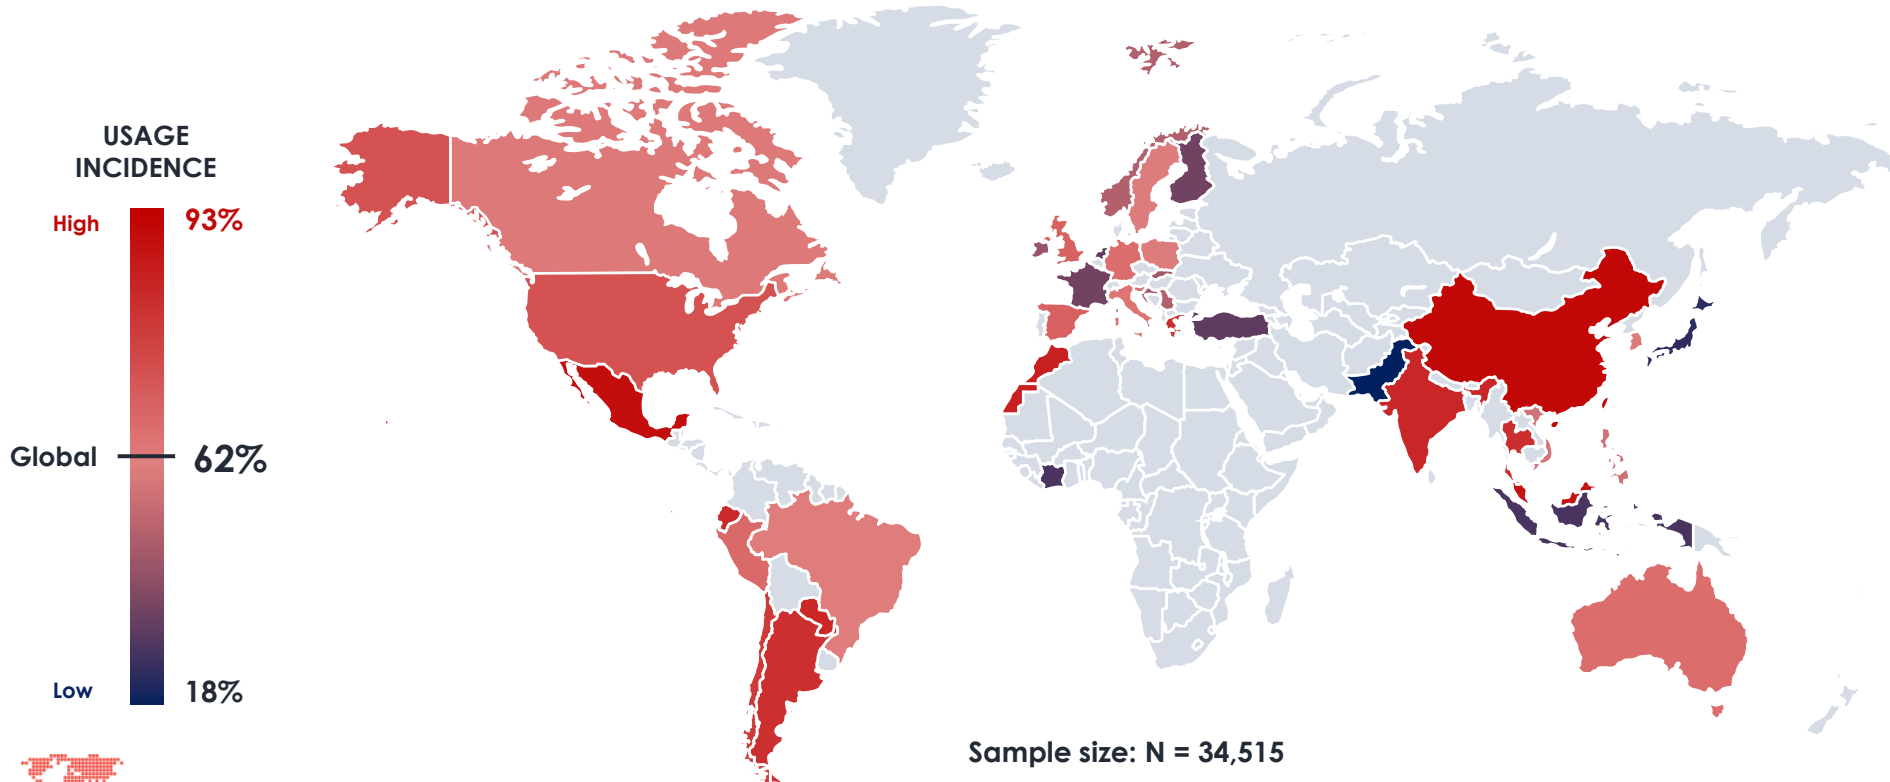 USAGE
INCIDENCE
High
93%
Global
62%
Low
18%
Sample size: N = 34,515